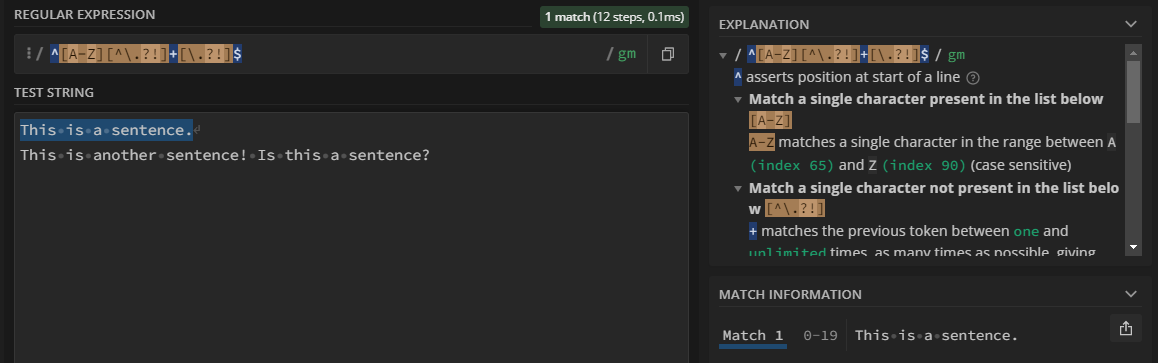 REGULAR EXPRESSION
1 match (12 steps, 0.1ms)
/ ^[A-Z][^\.?!]+[\.?!]$ / gm
TEST STRING
This is a sentence.
This is another sentence! Is this a sentence?
EXPLANATION
/ ^[A-Z][^\.?!]+[\.?!]$ / gm
^ asserts position at start of a line
Match a single character present in the list below
[A-Z]
A-Z matches a single character in the range between A
(index 65) and Z (index 90) (case sensitive)
Match a single character not present in the list belo
w [^\.?!]
+ matches the previous token between one and
unlimited times, as many times as possible, giving
MATCH INFORMATION
Match 1 0-19 This is a sentence.